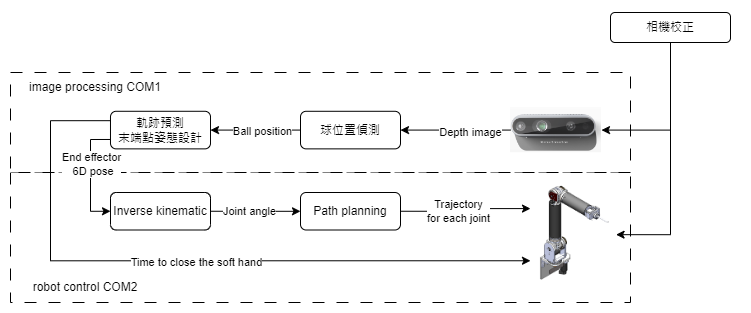 相機校正
image processing COM1
軌跡預測
末端點姿態設計
Ball position
球位置偵測
Depth image
End effector
6D pose
Inverse kinematic
Joint angle
Path planning
Trajectory
for each joint
Time to close the soft hand
robot control COM2